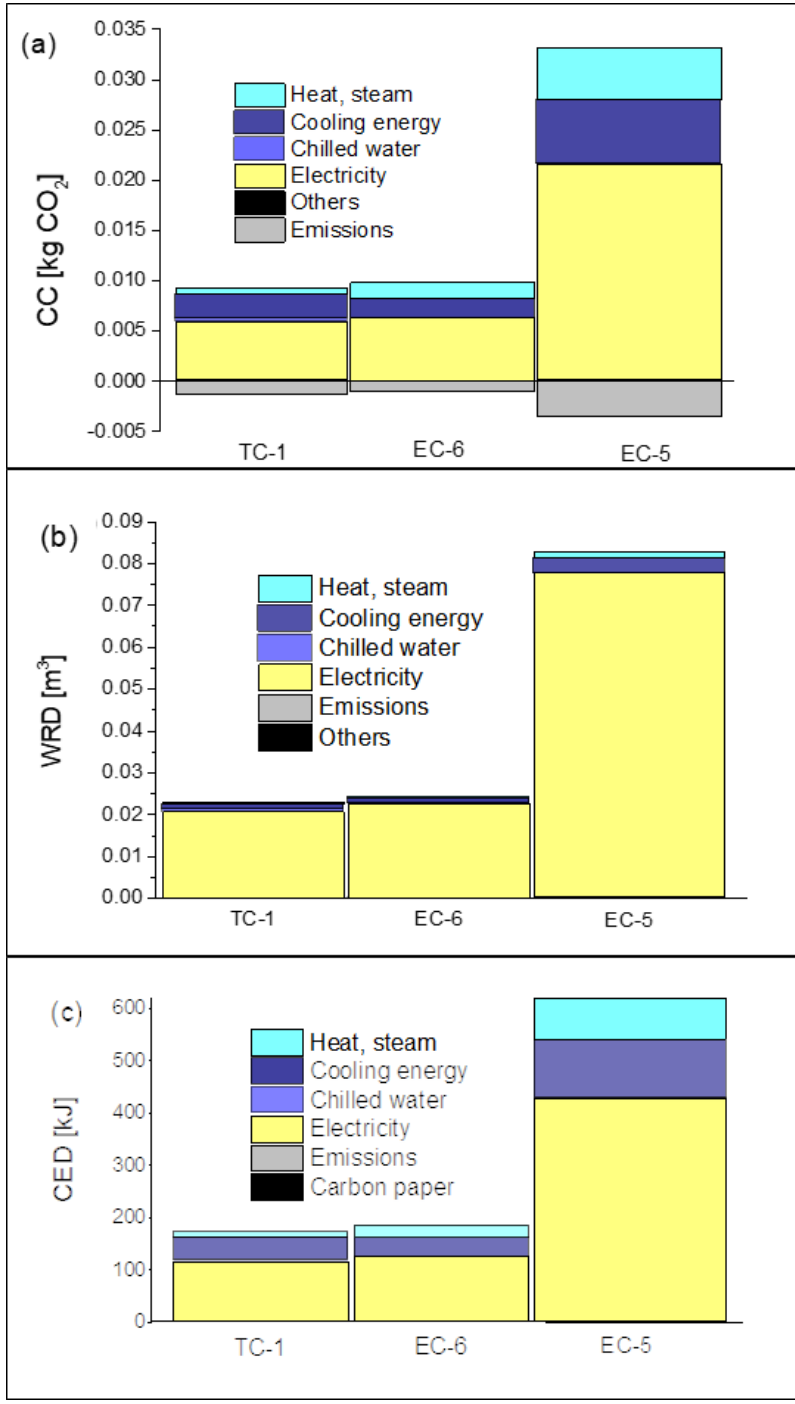 (a)
CC [kg CO₂]
0.035
0.030
0.025
0.020
0.015
0.010
0.005
0.000
-0.005
Heat, steam
Cooling energy
Chilled water
Electricity
Others
Emissions
TC-1 EC-6 EC-5
(b)
WRD [m³]
0.09
0.08
0.07
0.06
0.05
0.04
0.03
0.02
0.01
0.00
Heat, steam
Cooling energy
Chilled water
Electricity
Emissions
Others
TC-1 EC-6 EC-5
(c)
CED [kJ]
600
500
400
300
200
100
0
Heat, steam
Cooling energy
Chilled water
Electricity
Emissions
Carbon paper
TC-1 EC-6 EC-5